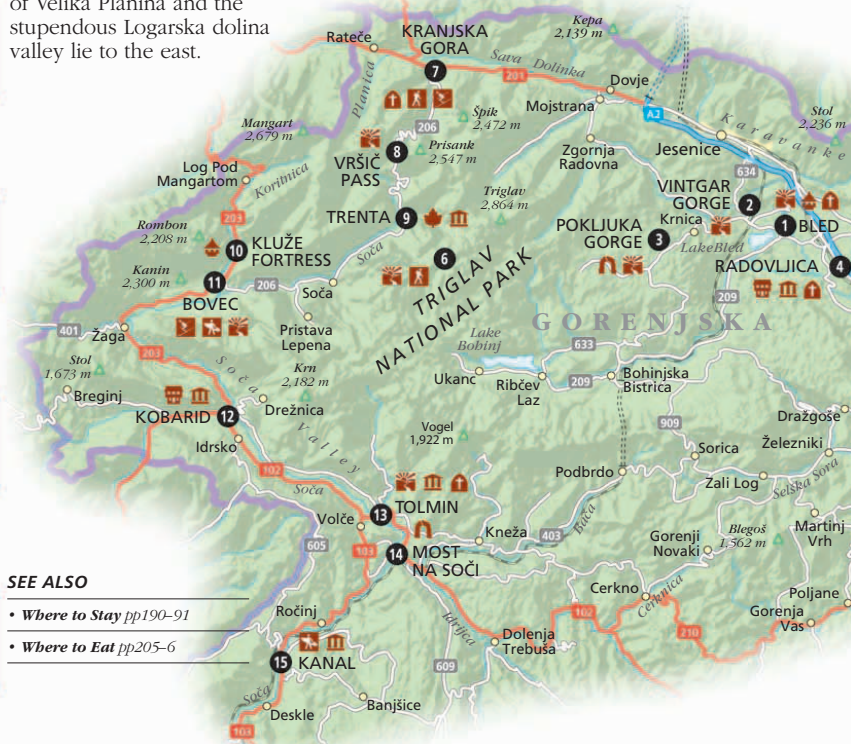 of Velika Planina and the
stupendous Logarska dolina
valley lie to the east.
Kepa
2,139 m
Rateče
KRANJSKA
GORA
7
Sava Dolinka
201
Dovje
Planica
Mojstrana
A2
Stol
2,236 m
Karavanke
Mangart
2,679 m
Špik
2,472 m
206
Prisank
2,547 m
8
VRŠIČ
PASS
Zgornja
Radovna
Jesenice
634
Log Pod
Mangartom
Koritnica
Triglav
2,864 m
VINTGAR
GORGE
2
203
TRENTA
9
POKLJUKA
GORGE
3
Krnica
1
BLED
Lake Bled
Rombon
2,208 m
10
KLUŽE
FORTRESS
Soča
6
TRIGLAV
NATIONAL PARK
RADOVLJICA
4
Kanin
2,300 m
11
BOVEC
206
Soča
209
GORENJSKA
Pristava
Lepena
401
Žaga
203
Lake
Bohinj
633
Stol
1,673 m
Soča
Valley
Krn
2,182 m
Ukanc
Ribčev
Laz
209
Bohinjska
Bistrica
Breginj
Drežnica
KOBARID
12
Idrsko
Vogel
1,922 m
909
Dražgoše
Sorica
Železniki
102
Soča
Podbrdo
Zali Log
Selška Sora
13
TOLMIN
Volče
Kneža
403
Bača
Gorenji
Novaki
Blegoš
1,562 m
Martinj
Vrh
605
103
14
MOST
NA SOČI
SEE ALSO
• Where to Stay pp190–91
• Where to Eat pp205–6
Cerkno
Cerknica
Poljane
Ročinj
Idrijca
102
Gorenja
Vas
210
Dolenja
Trebuša
15
KANAL
609
Soča
Banjšice
Deskle
103